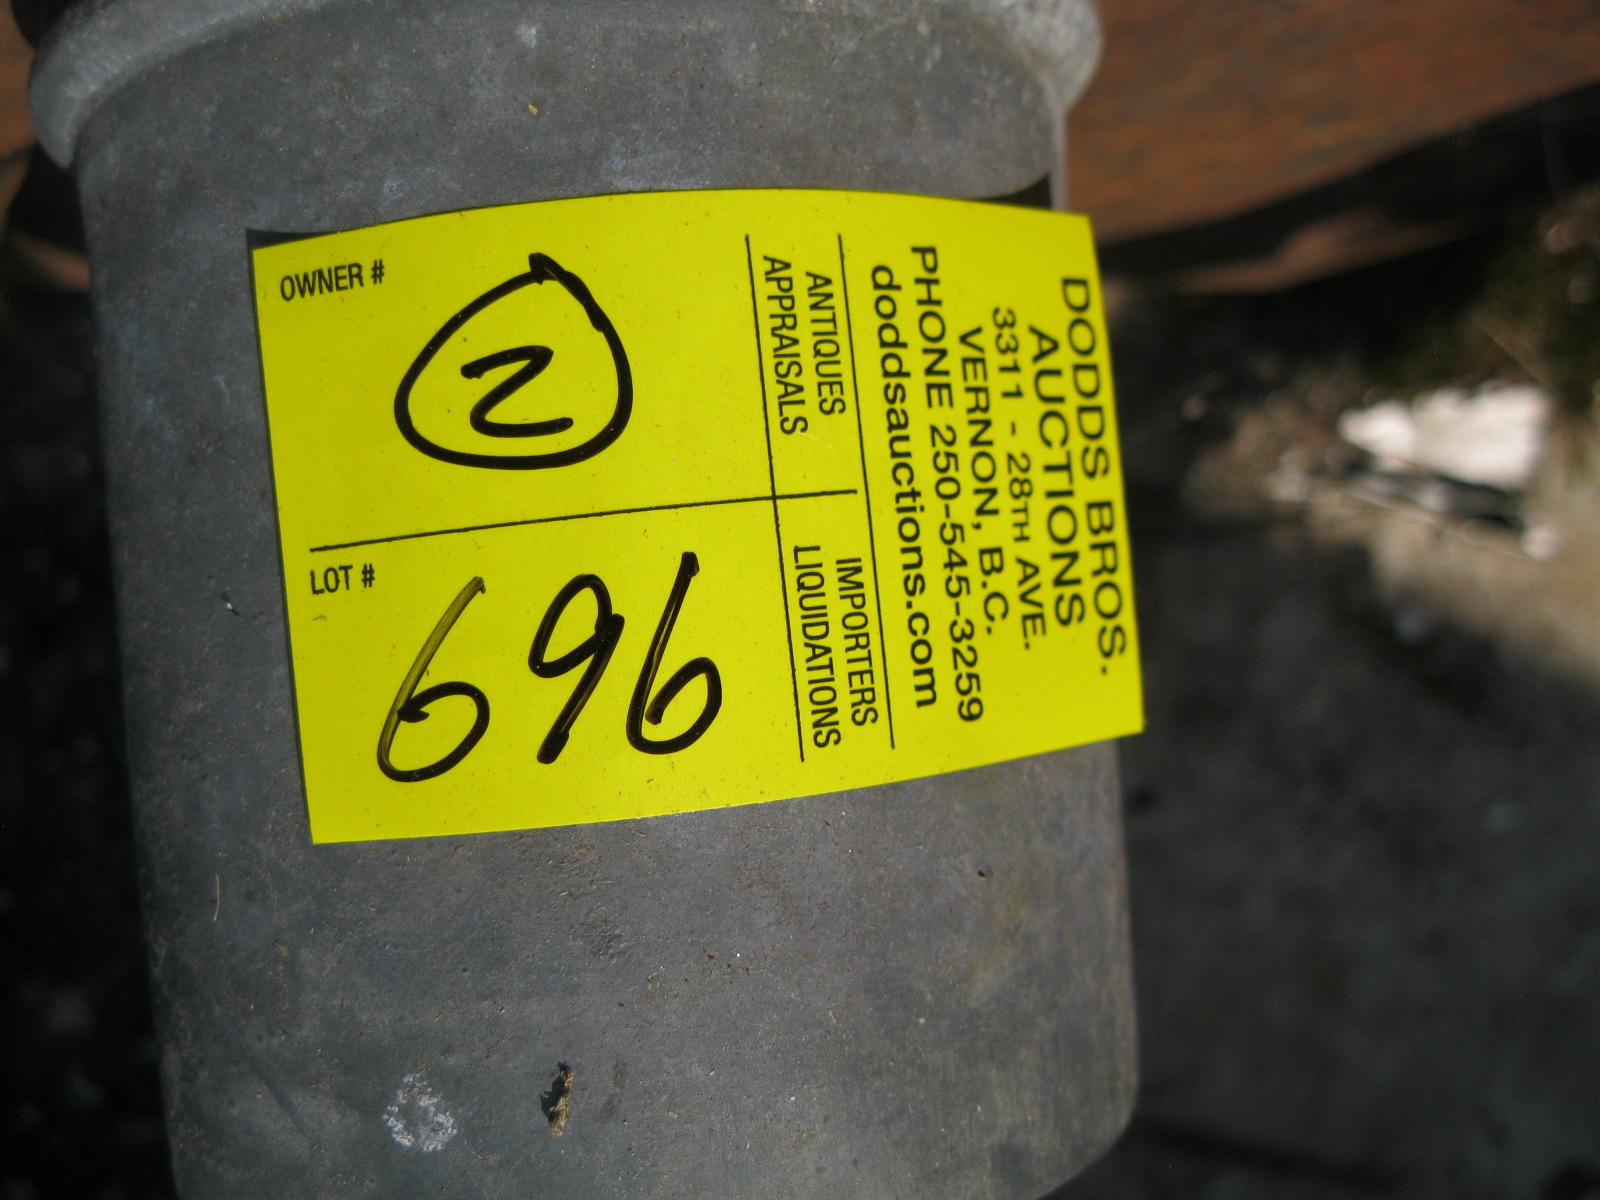 DODDS BROS.
AUCTIONS
3311 - 28TH AVE.
VERNON, B.C.
PHONE 250-545-3259
doddsauctions.com
ANTIQUES
APPRAISALS
IMPORTERS
LIQUIDATIONS
OWNER #
2
LOT #
696